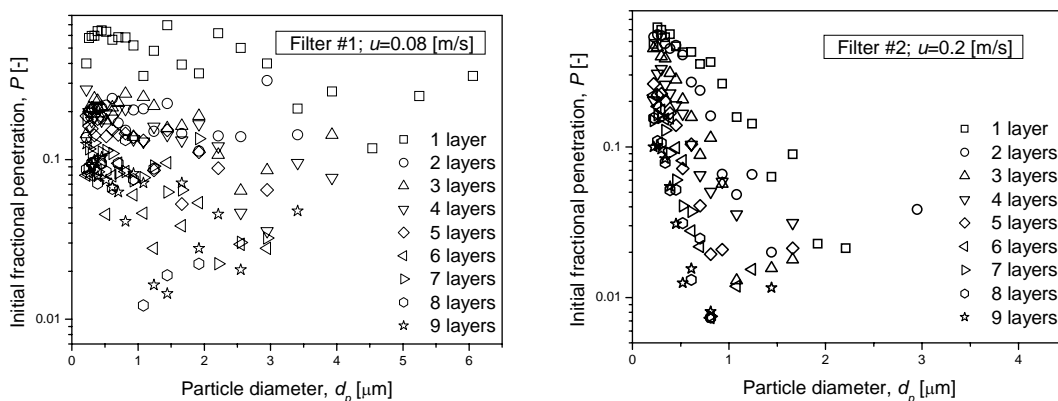 Filter #1; u=0.08 [m/s]
Initial fractional penetration, P [-]
0.1
0.01
1 layer
2 layers
3 layers
4 layers
5 layers
6 layers
7 layers
8 layers
9 layers
0 1 2 3 4 5 6
Particle diameter, dp [μm]
Filter #2; u=0.2 [m/s]
Initial fractional penetration, P [-]
0.1
0.01
1 layer
2 layers
3 layers
4 layers
5 layers
6 layers
7 layers
8 layers
9 layers
0 1 2 3 4
Particle diameter, dp [μm]